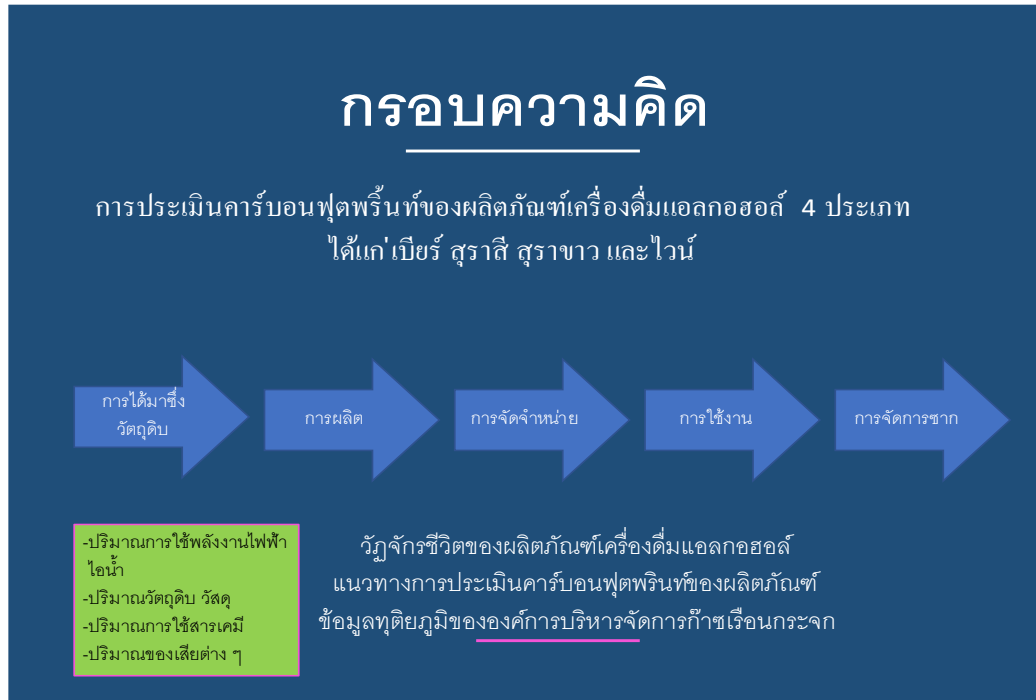 กรอบความคิด
การประเมินคาร์บอนฟุตพริ้นท์ของผลิตภัณฑ์เครื่องดื่มแอลกอฮอล์ 4 ประเภท
ได้แก่ เบียร์ สุราสี สุราขาว และไวน์
การได้มาซึ่ง
วัตถุดิบ
การผลิต
การจัดจำหน่าย
การใช้งาน
การจัดการซาก
-ปริมาณการใช้พลังงานไฟฟ้า
ไอน้ำ
-ปริมาณวัตถุดิบ วัสดุ
-ปริมาณการใช้สารเคมี
-ปริมาณของเสียต่าง ๆ
วัฏจักรชีวิตของผลิตภัณฑ์เครื่องดื่มแอลกอฮอล์
แนวทางการประเมินคาร์บอนฟุตพรินท์ของผลิตภัณฑ์
ข้อมูลทุติยภูมิขององค์การบริหารจัดการก๊าซเรือนกระจก